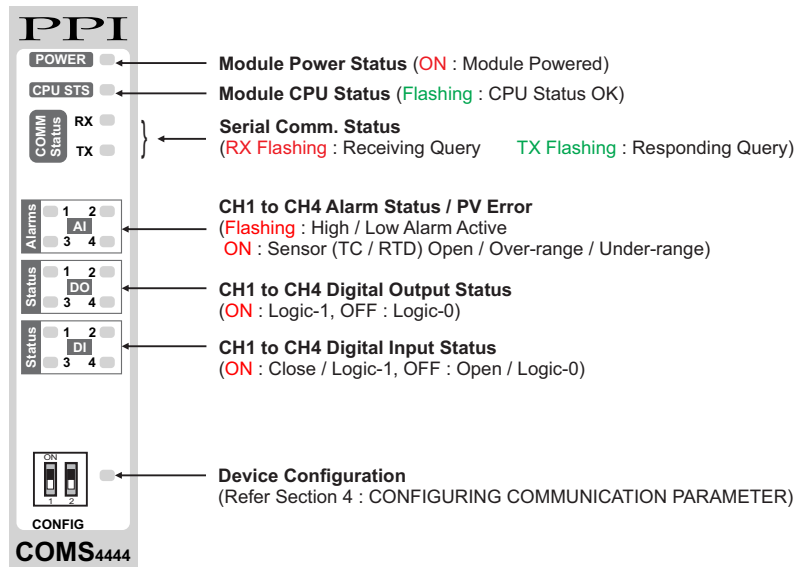 PPI
POWER
Module Power Status (ON : Module Powered)
CPU STS
Module CPU Status (Flashing : CPU Status OK)
COMM
Status
RX
TX
}
Serial Comm. Status
(RX Flashing : Receiving Query TX Flashing : Responding Query)
Alarms
1 2
AI
3 4
CH1 to CH4 Alarm Status / PV Error
(Flashing : High / Low Alarm Active
ON : Sensor (TC / RTD) Open / Over-range / Under-range)
Status
1 2
DO
3 4
CH1 to CH4 Digital Output Status
(ON : Logic-1, OFF : Logic-0)
Status
1 2
DI
3 4
CH1 to CH4 Digital Input Status
(ON : Close / Logic-1, OFF : Open / Logic-0)
ON
1 2
CONFIG
Device Configuration
(Refer Section 4 : CONFIGURING COMMUNICATION PARAMETER)
COMS4444